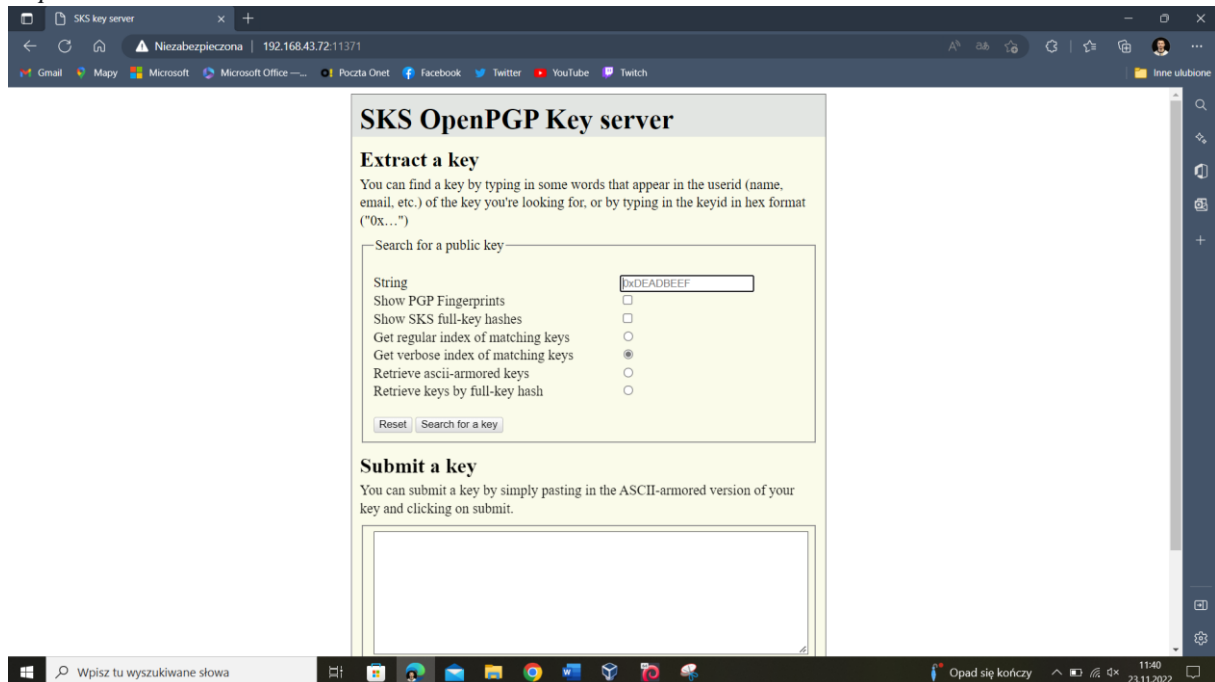 SKS key server
Niezabezpieczona | 192.168.43.72:11371
Gmail Mapy Microsoft Microsoft Office —... Poczta Onet Facebook Twitter YouTube Twitch Inne ulubione
SKS OpenPGP Key server
Extract a key
You can find a key by typing in some words that appear in the userid (name,
email, etc.) of the key you're looking for, or by typing in the keyid in hex format
("0x…")
Search for a public key
String 0xDEADBEEF
Show PGP Fingerprints
Show SKS full-key hashes
Get regular index of matching keys
Get verbose index of matching keys
Retrieve ascii-armored keys
Retrieve keys by full-key hash
Reset Search for a key
Submit a key
You can submit a key by simply pasting in the ASCII-armored version of your
key and clicking on submit.
Wpisz tu wyszukiwane słowa Opad się kończy 11:40
23.11.2022